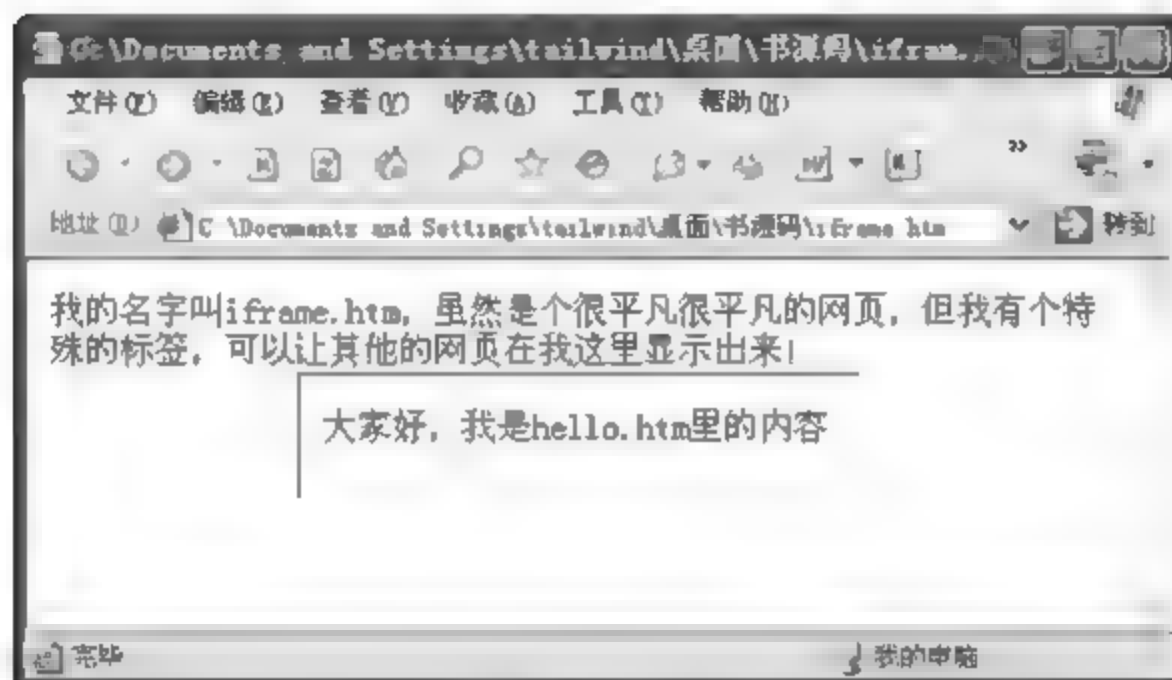 C:\Documents and Settings\tailwind\桌面\书源码\ifram.
文件(F) 编辑(E) 查看(V) 收藏(A) 工具(T) 帮助(H)
地址(D) C:\Documents and Settings\tailwind\桌面\书源码\iframe.htm 转到
我的名字叫iframe.htm，虽然是个很平凡很平凡的网页，但我有个特
殊的标签，可以让其他的网页在我这里显示出来！
大家好，我是hello.htm里的内容
完毕 我的电脑